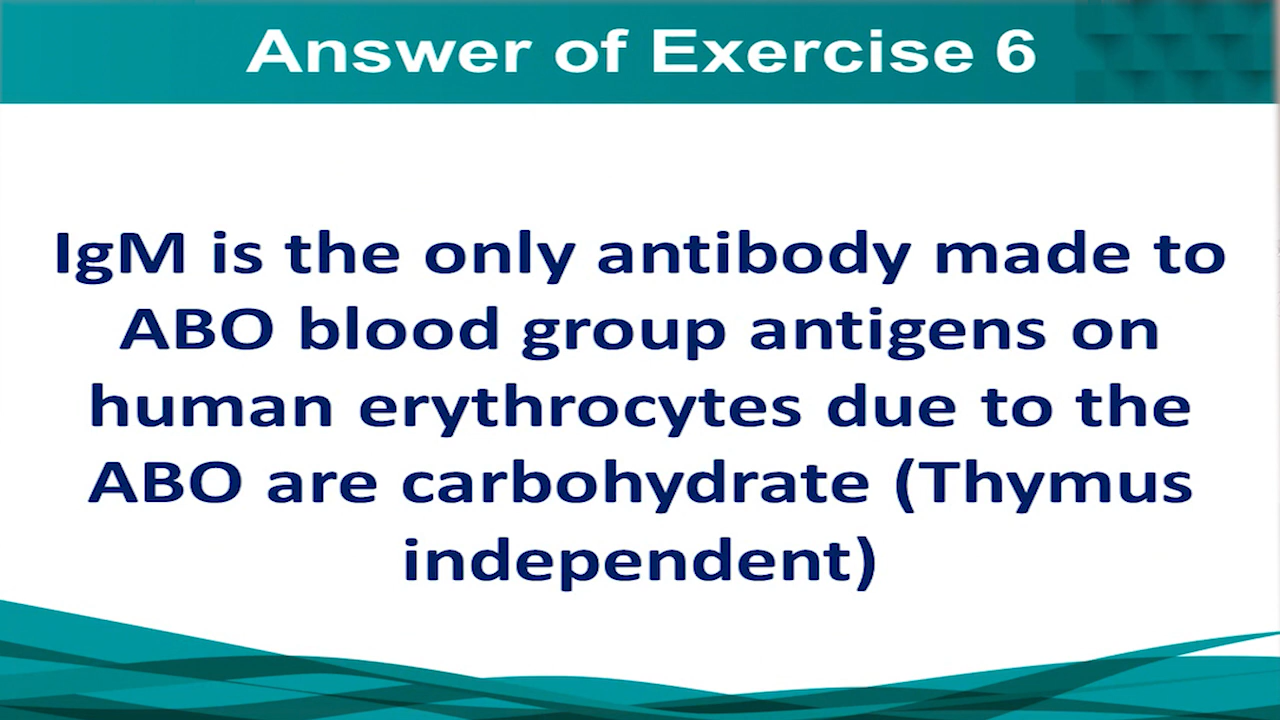 Answer of Exercise 6
IgM is the only antibody made to
ABO blood group antigens on
human erythrocytes due to the
ABO are carbohydrate (Thymus
independent)